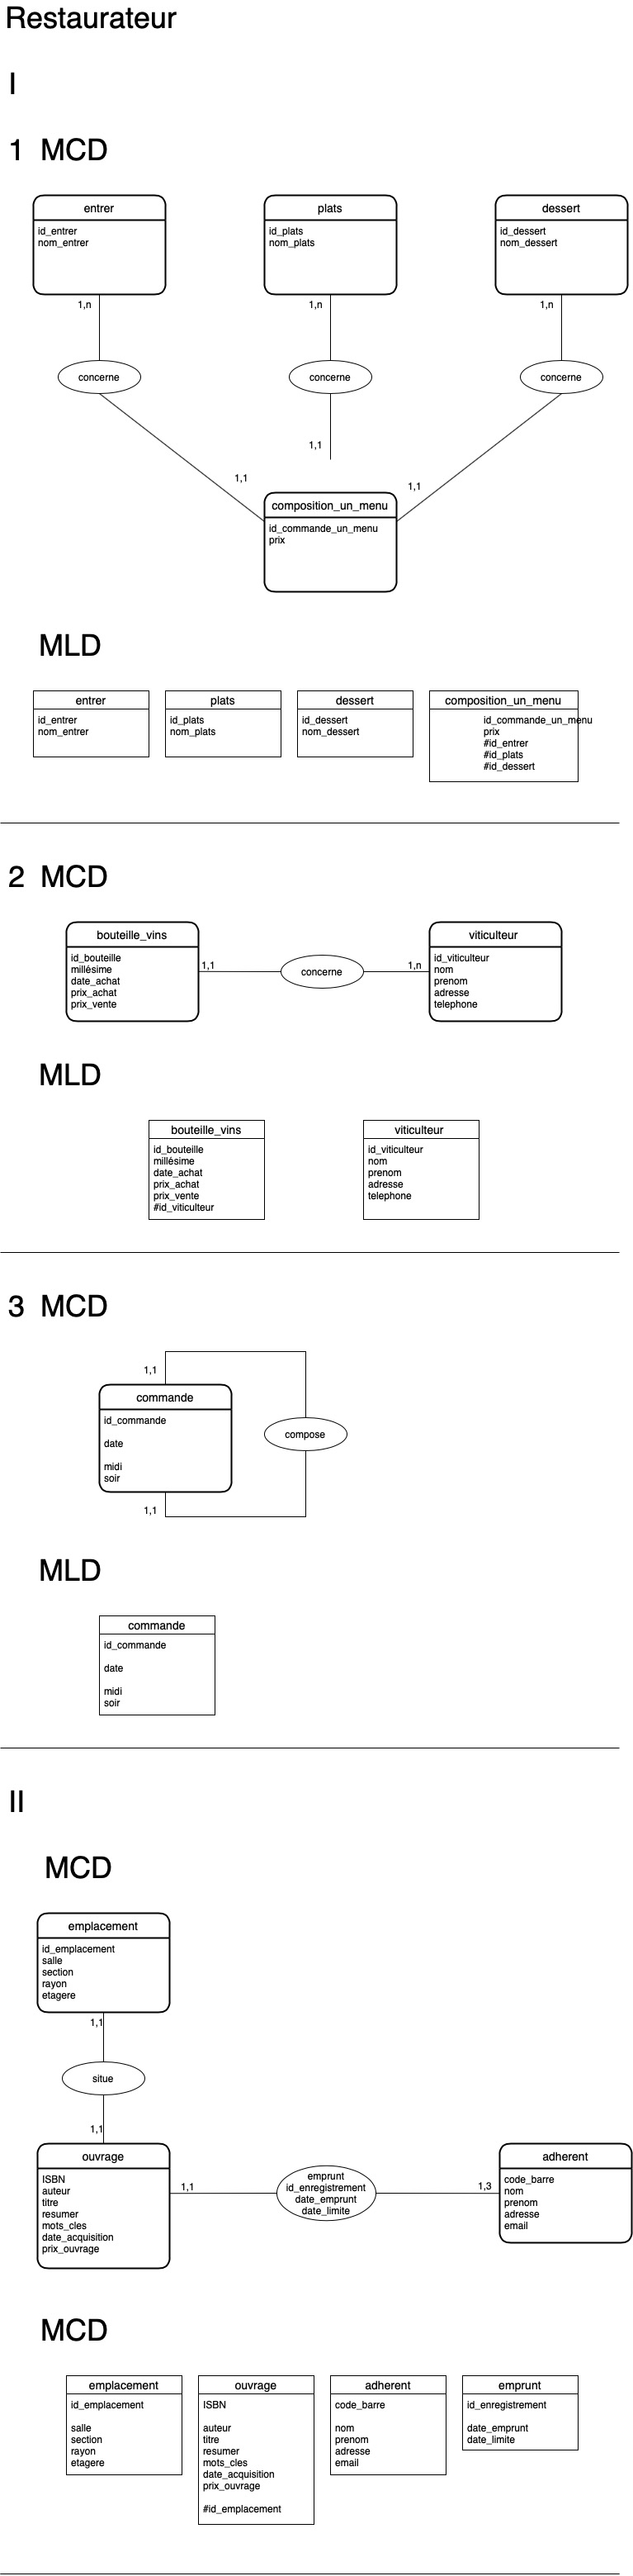 Restaurateur
I
1 MCD
entrer
id_entrer
nom_entrer
plats
id_plats
nom_plats
dessert
id_dessert
nom_dessert
1,n
1,n
1,n
concerne
concerne
concerne
1,1
1,1
1,1
composition_un_menu
id_commande_un_menu
prix
MLD
entrer
id_entrer
nom_entrer
plats
id_plats
nom_plats
dessert
id_dessert
nom_dessert
composition_un_menu
id_commande_un_menu
prix
#id_entrer
#id_plats
#id_dessert
2 MCD
bouteille_vins
id_bouteille
millésime
date_achat
prix_achat
prix_vente
1,1
concerne
1,n
viticulteur
id_viticulteur
nom
prenom
adresse
telephone
MLD
bouteille_vins
id_bouteille
millésime
date_achat
prix_achat
prix_vente
#id_viticulteur
viticulteur
id_viticulteur
nom
prenom
adresse
telephone
3 MCD
1,1
commande
id_commande
date
midi
soir
compose
1,1
MLD
commande
id_commande
date
midi
soir
II
MCD
emplacement
id_emplacement
salle
section
rayon
etagere
1,1
situe
1,1
ouvrage
ISBN
auteur
titre
resumer
mots_cles
date_acquisition
prix_ouvrage
1,1
emprunt
id_enregistrement
date_emprunt
date_limite
1,3
adherent
code_barre
nom
prenom
adresse
email
MCD
emplacement
id_emplacement
salle
section
rayon
etagere
ouvrage
ISBN
auteur
titre
resumer
mots_cles
date_acquisition
prix_ouvrage
#id_emplacement
adherent
code_barre
nom
prenom
adresse
email
emprunt
id_enregistrement
date_emprunt
date_limite